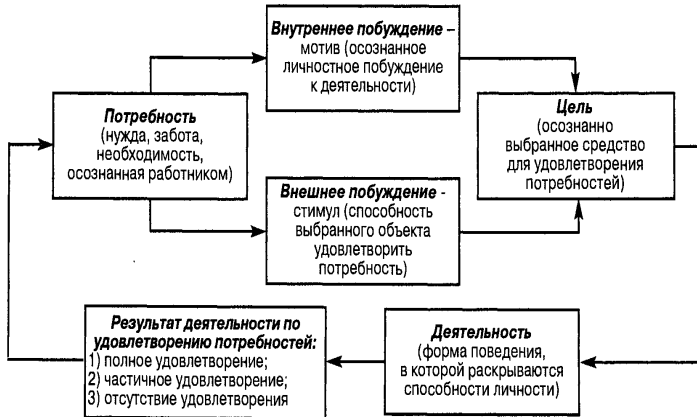 Внутреннее побуждение –
мотив (осознанное
личностное побуждение
к деятельности)
Потребность
(нужда, забота,
необходимость,
осознанная работником)
Цель
(осознанно
выбранное средство
для удовлетворения
потребностей)
Внешнее побуждение -
стимул (способность
выбранного объекта
удовлетворить
потребность)
Результат деятельности по
удовлетворению потребностей:
1) полное удовлетворение;
2) частичное удовлетворение;
3) отсутствие удовлетворения
Деятельность
(форма поведения,
в которой раскрываются
способности личности)